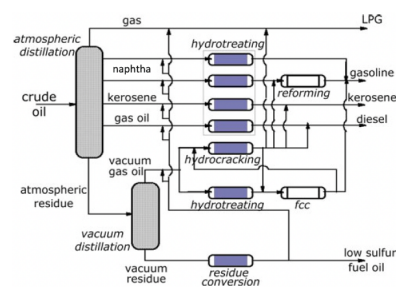 gas
LPG
atmospheric
distillation
hydrotreating
naphtha
gasoline
reforming
crude
oil
kerosene
kerosene
gas oil
diesel
vacuum
gas oil
hydrocracking
atmospheric
residue
hydrotreating
fcc
vacuum
distillation
low sulfur
fuel oil
vacuum
residue
residue
conversion